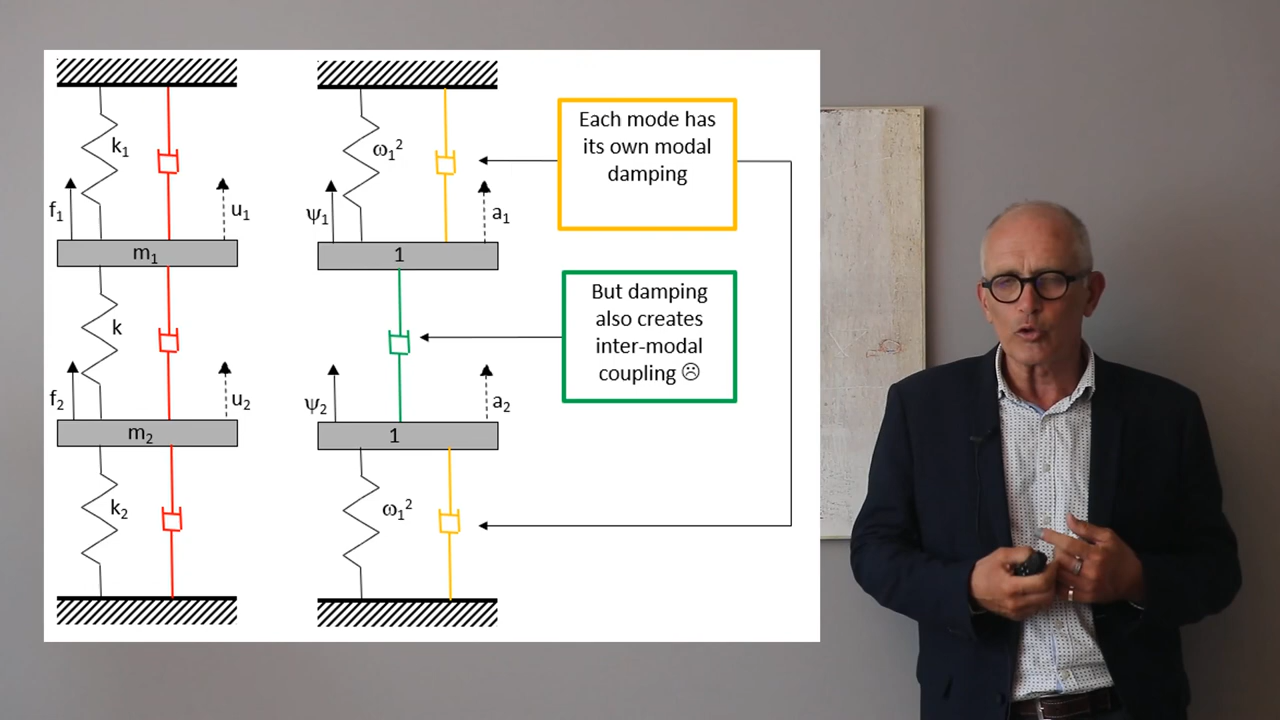 k₁
f₁
u₁
m₁
k
f₂
u₂
m₂
k₂
ω₁²
ψ₁
a₁
1
ψ₂
a₂
1
ω₁²
Each mode has
its own modal
damping
But damping
also creates
inter-modal
coupling ☹